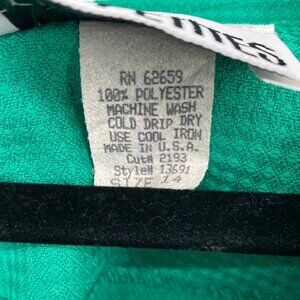 RN 62659
100% POLYESTER
MACHINE WASH
COLD DRIP DRY
USE COOL IRON
MADE IN U.S.A.
Cut# 2193
Style# 13691
SIZE 14